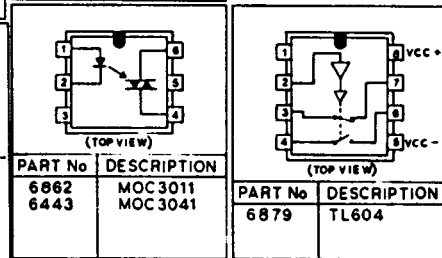 1
2
3
6
5
4
(TOP VIEW)
PART No DESCRIPTION
6862 MOC3011
6443 MOC3041
1
2
3
4
8 VCC +
7
6
5 VCC -
(TOP VIEW)
PART No DESCRIPTION
6879 TL604